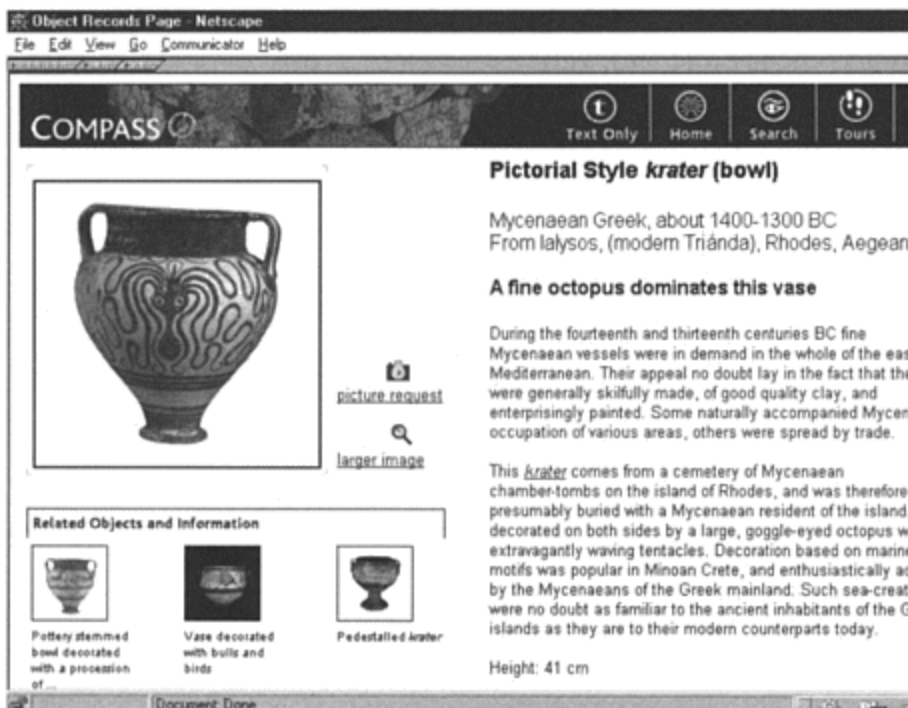 Object Records Page - Netscape
File Edit View Go Communicator Help
COMPASS
Text Only Home Search Tours
Pictorial Style krater (bowl)
Mycenaean Greek, about 1400-1300 BC
From Ialysos, (modern Triánda), Rhodes, Aegean
A fine octopus dominates this vase
During the fourteenth and thirteenth centuries BC fine
Mycenaean vessels were in demand in the whole of the eas
Mediterranean. Their appeal no doubt lay in the fact that the
were generally skilfully made, of good quality clay, and
enterprisingly painted. Some naturally accompanied Mycen
occupation of various areas, others were spread by trade.
This krater comes from a cemetery of Mycenaean
chamber-tombs on the island of Rhodes, and was therefore
presumably buried with a Mycenaean resident of the island
decorated on both sides by a large, goggle-eyed octopus w
extravagantly waving tentacles. Decoration based on marine
motifs was popular in Minoan Crete, and enthusiastically ad
by the Mycenaeans of the Greek mainland. Such sea-creat
were no doubt as familiar to the ancient inhabitants of the G
islands as they are to their modern counterparts today.
Height: 41 cm
picture request
larger image
Related Objects and Information
Pottery stemmed
bowl decorated
with a procession
of ...
Vase decorated
with bulls and
birds
Pedestalled krater
Document: Done